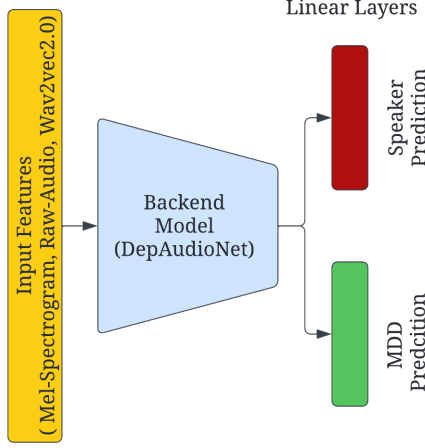 Linear Layers
Input Features
( Mel-Spectrogram, Raw-Audio, Wav2vec2.0)
Backend
Model
(DepAudioNet)
Speaker
Prediction
MDD
Predcition